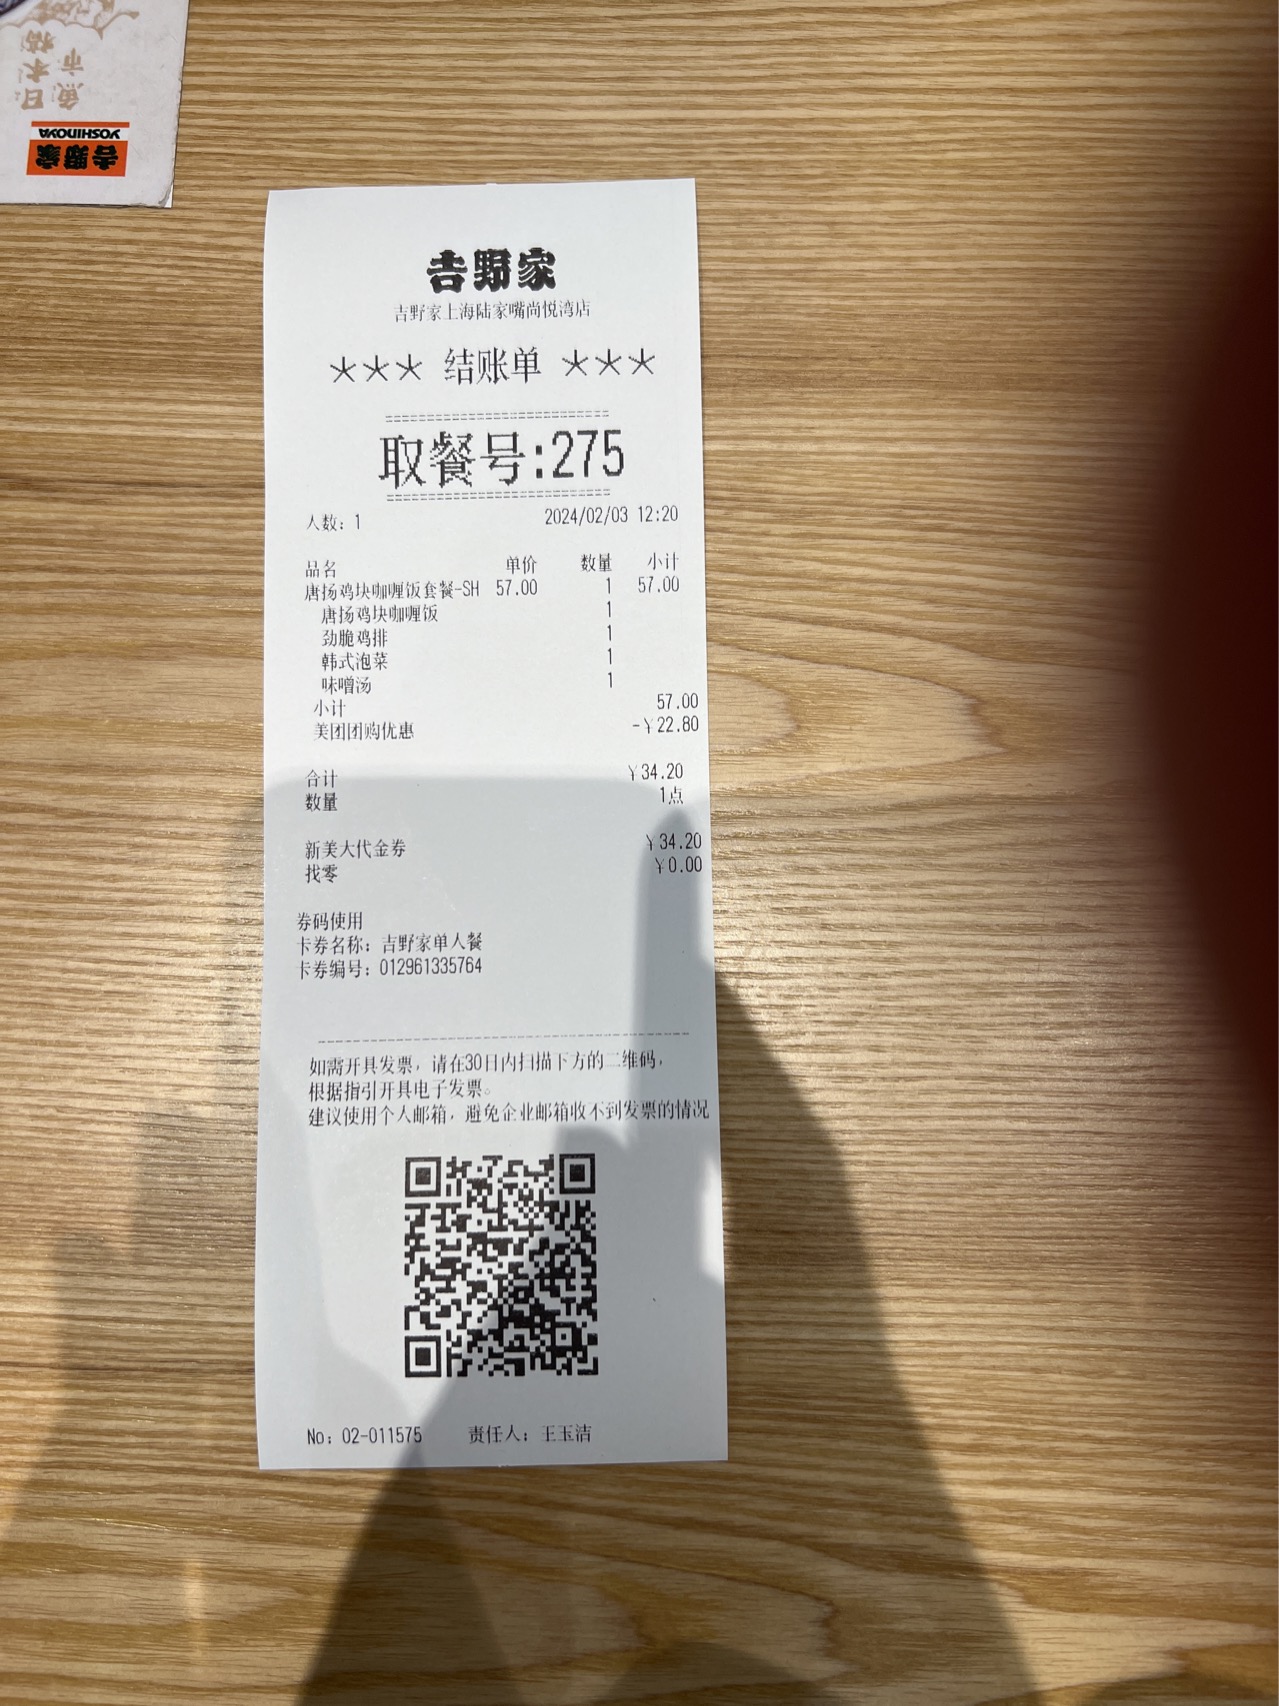 日本橋
魚市
YOSHINOYA
吉野家
吉野家
吉野家上海陆家嘴尚悦湾店
*** 结账单 ***
取餐号:275
人数: 1 2024/02/03 12:20
品名 单价 数量 小计
唐扬鸡块咖喱饭套餐-SH 57.00 1 57.00
唐扬鸡块咖喱饭 1
劲脆鸡排 1
韩式泡菜 1
味噌汤 1
小计 57.00
美团团购优惠 -¥22.80
合计 ¥34.20
数量 1点
新美大代金券 ¥34.20
找零 ¥0.00
券码使用
卡券名称: 吉野家单人餐
卡券编号: 012961335764
如需开具发票, 请在30日内扫描下方的二维码,
根据指引开具电子发票。
建议使用个人邮箱, 避免企业邮箱收不到发票的情况
No: 02-011575 责任人: 王玉洁